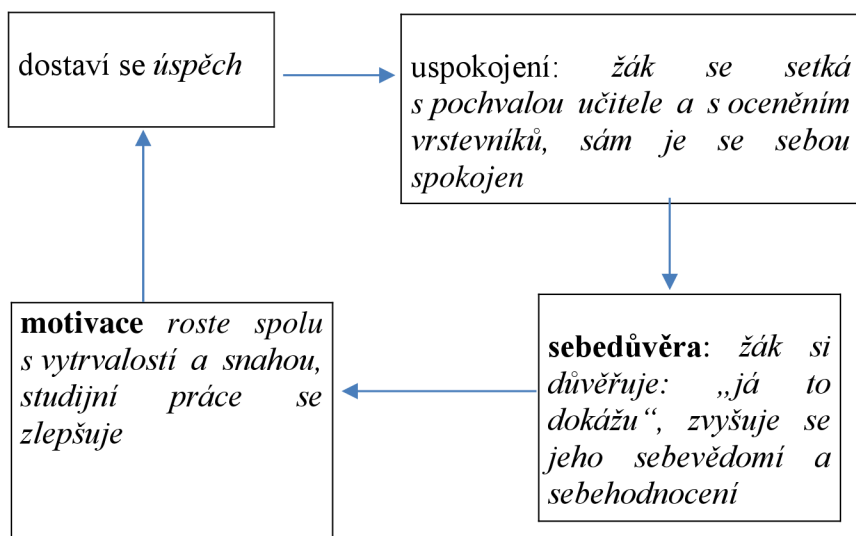 dostaví se úspěch
uspokojení: žák se setká
s pochvalou učitele a s oceněním
vrstevníků, sám je se sebou
spokojen
sebedůvěra: žák si
důvěřuje: „já to
dokážu“, zvyšuje se
jeho sebevědomí a
sebehodnocení
motivace roste spolu
s vytrvalostí a snahou,
studijní práce se
zlepšuje